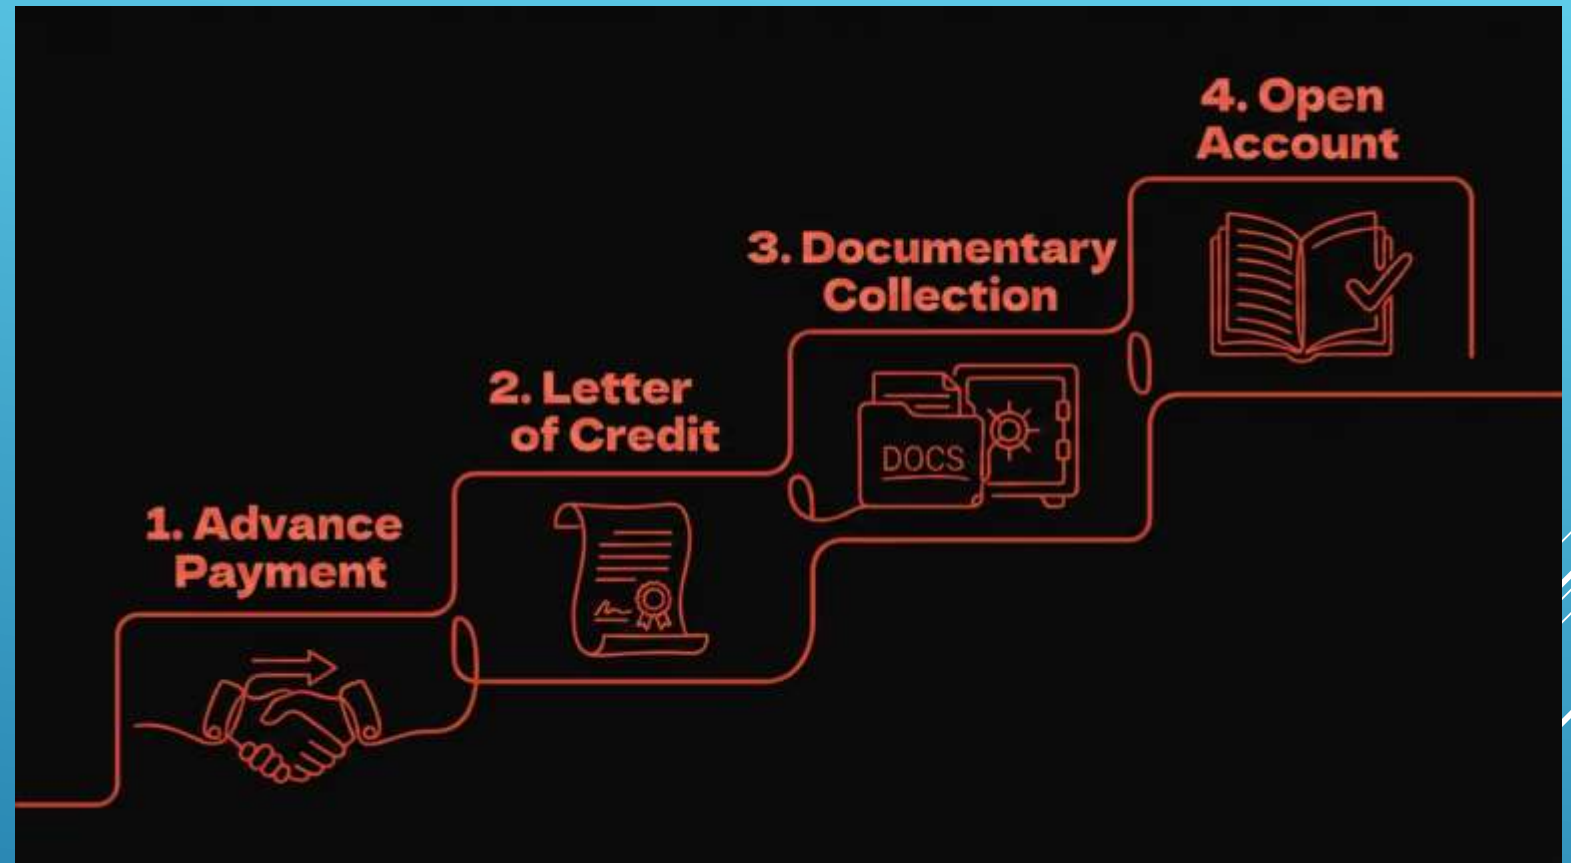 1. Advance
Payment
2. Letter
of Credit
3. Documentary
Collection
DOCS
4. Open
Account